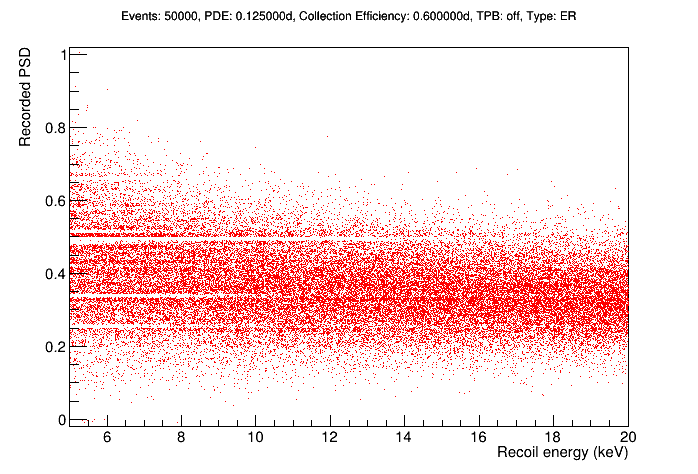 Events: 50000, PDE: 0.125000d, Collection Efficiency: 0.600000d, TPB: off, Type: ER
Recorded PSD
1
0.8
0.6
0.4
0.2
0
6 8 10 12 14 16 18 20
Recoil energy (keV)